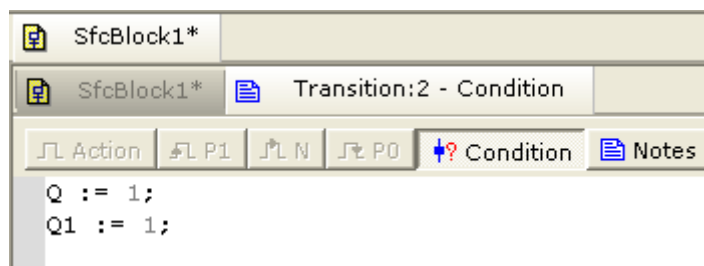 SfcBlock1*
SfcBlock1* Transition:2 - Condition
Action P1 N P0 ? Condition Notes
Q := 1;
Q1 := 1;